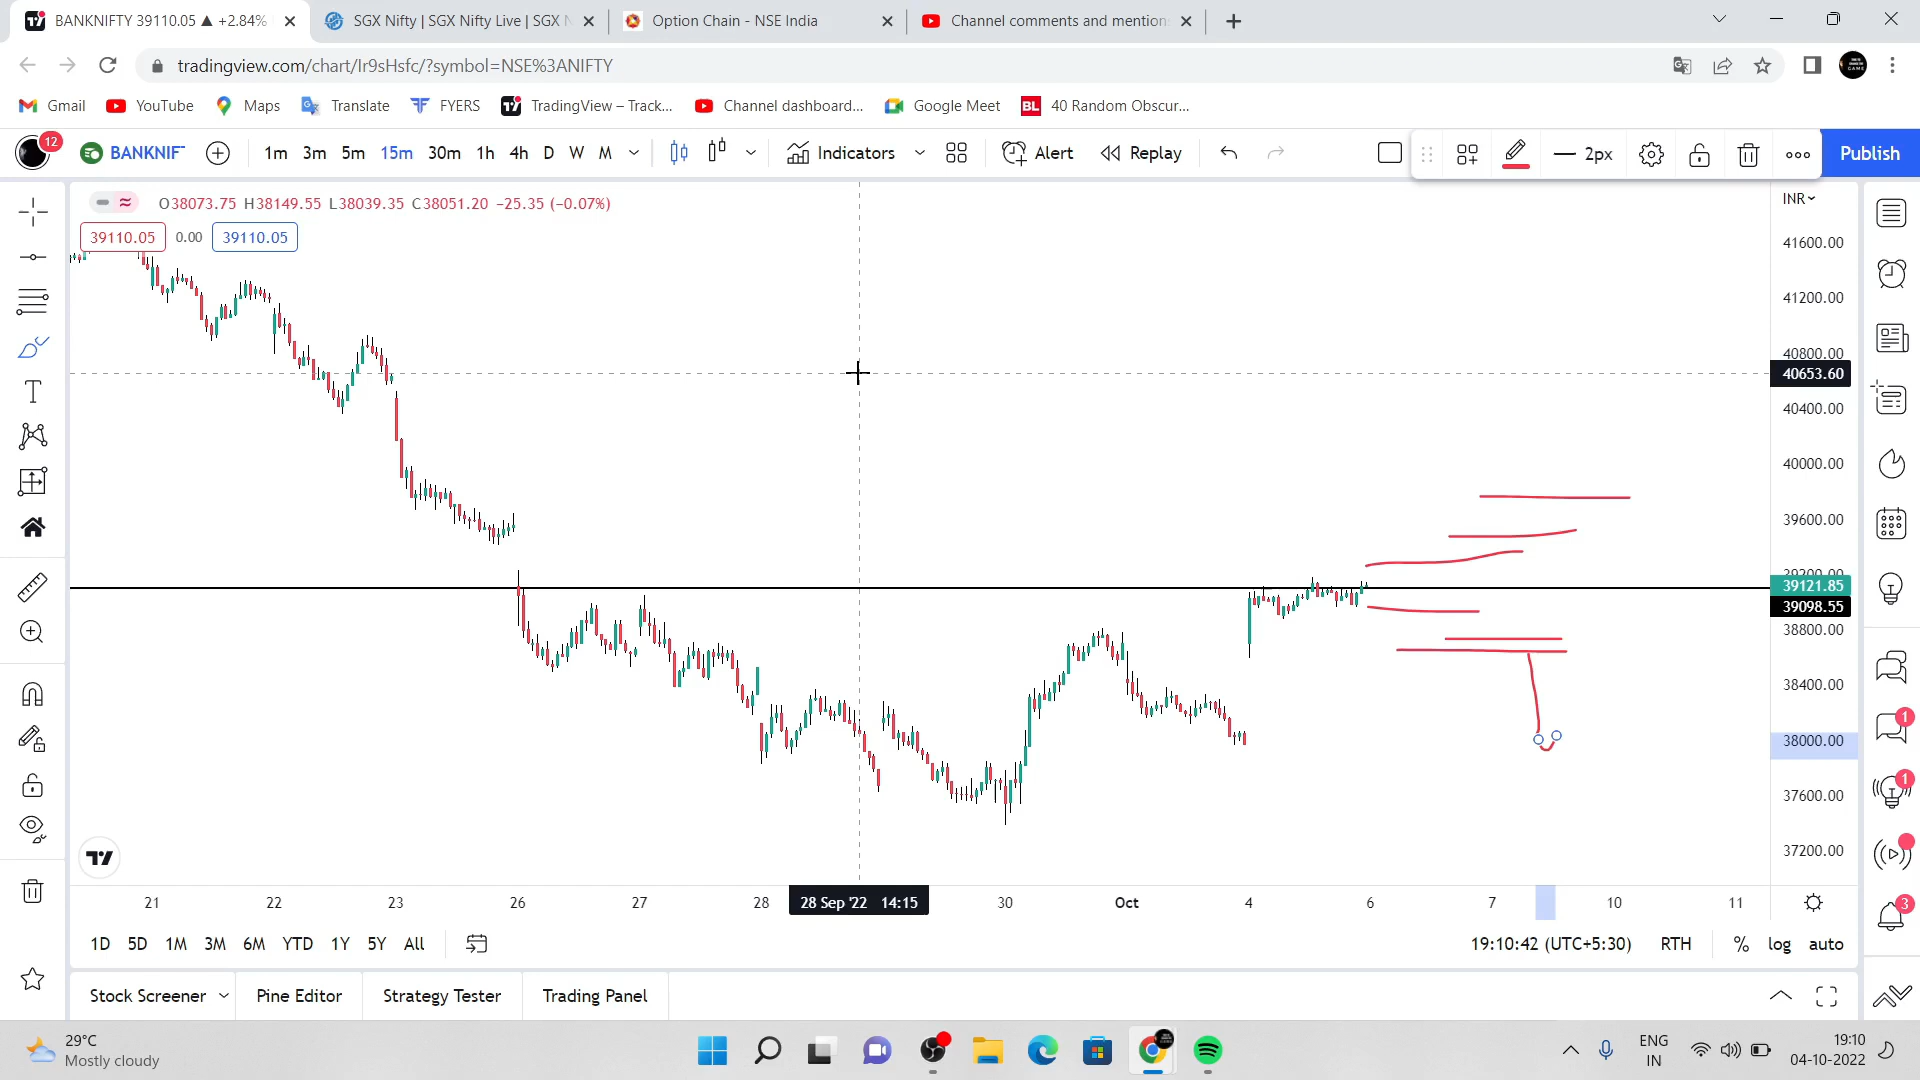 BANKNIFTY 39110.05 ▲ +2.84%
SGX Nifty | SGX Nifty Live | SGX N
Option Chain - NSE India
Channel comments and mention
tradingview.com/chart/Ir9sHsfc/?symbol=NSE%3ANIFTY
Gmail YouTube Maps Translate FYERS TradingView – Track... Channel dashboard... Google Meet BL 40 Random Obscur...
12 BANKNIF 1m 3m 5m 15m 30m 1h 4h D W M Indicators Alert Replay 2px Publish
O38073.75 H38149.55 L38039.35 C38051.20 −25.35 (−0.07%)
INR
39110.05 0.00 39110.05
41600.00
41200.00
40800.00
40653.60
40400.00
40000.00
39600.00
39200.00
39121.85
39098.55
38800.00
38400.00
38000.00
37600.00
37200.00
1
1
3
21 22 23 26 27 28 28 Sep '22 14:15 30 Oct 4 6 7 10 11
1D 5D 1M 3M 6M YTD 1Y 5Y All 19:10:42 (UTC+5:30) RTH % log auto
Stock Screener Pine Editor Strategy Tester Trading Panel
29°C
Mostly cloudy
ENG
IN
19:10
04-10-2022